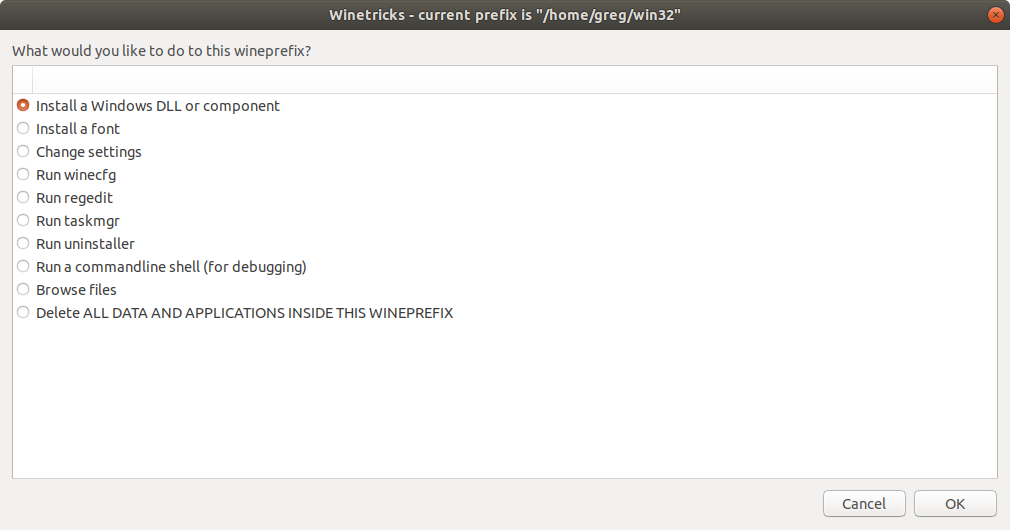 Winetricks - current prefix is "/home/greg/win32"
What would you like to do to this wineprefix?
Install a Windows DLL or component
Install a font
Change settings
Run winecfg
Run regedit
Run taskmgr
Run uninstaller
Run a commandline shell (for debugging)
Browse files
Delete ALL DATA AND APPLICATIONS INSIDE THIS WINEPREFIX
Cancel OK